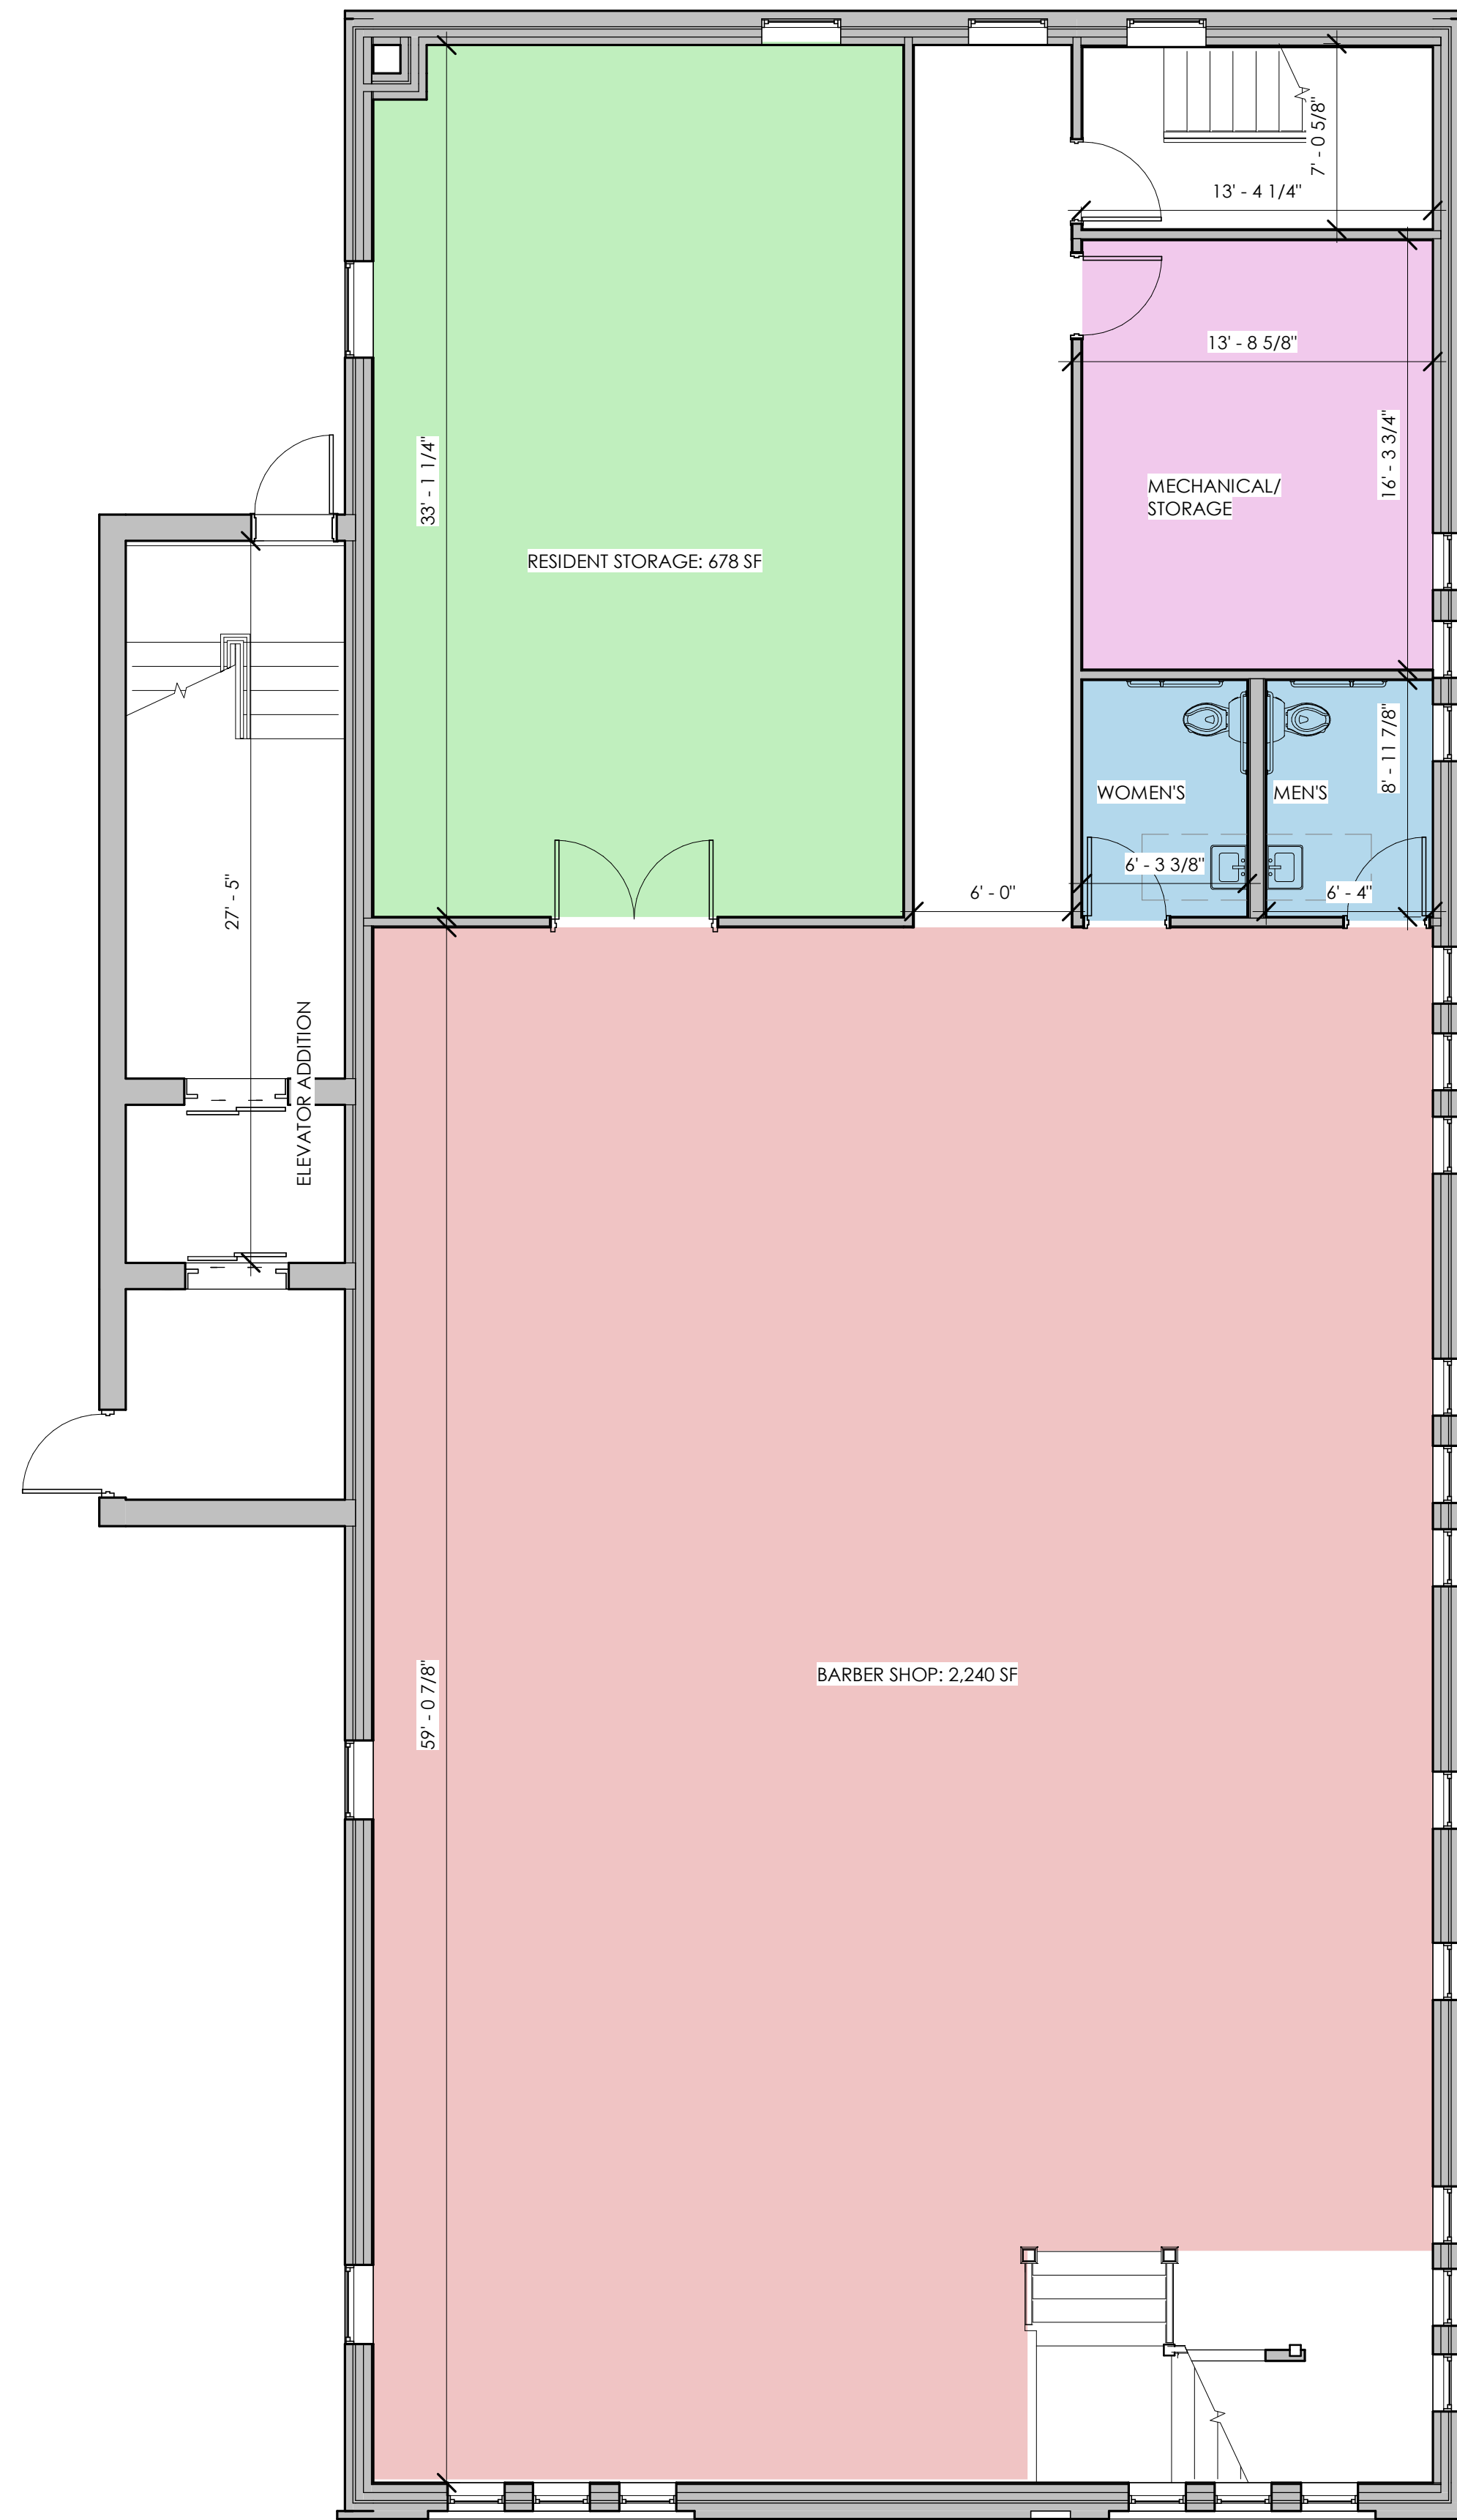 7' - 0 5/8"
13' - 4 1/4"
13' - 8 5/8"
33' - 1 1/4"
16' - 3 3/4"
MECHANICAL/
STORAGE
RESIDENT STORAGE: 678 SF
8' - 11 7/8"
WOMEN'S
MEN'S
6' - 3 3/8"
27' - 5"
6' - 0"
6' - 4"
ELEVATOR ADDITION
BARBER SHOP: 2,240 SF
59' - 0 7/8"